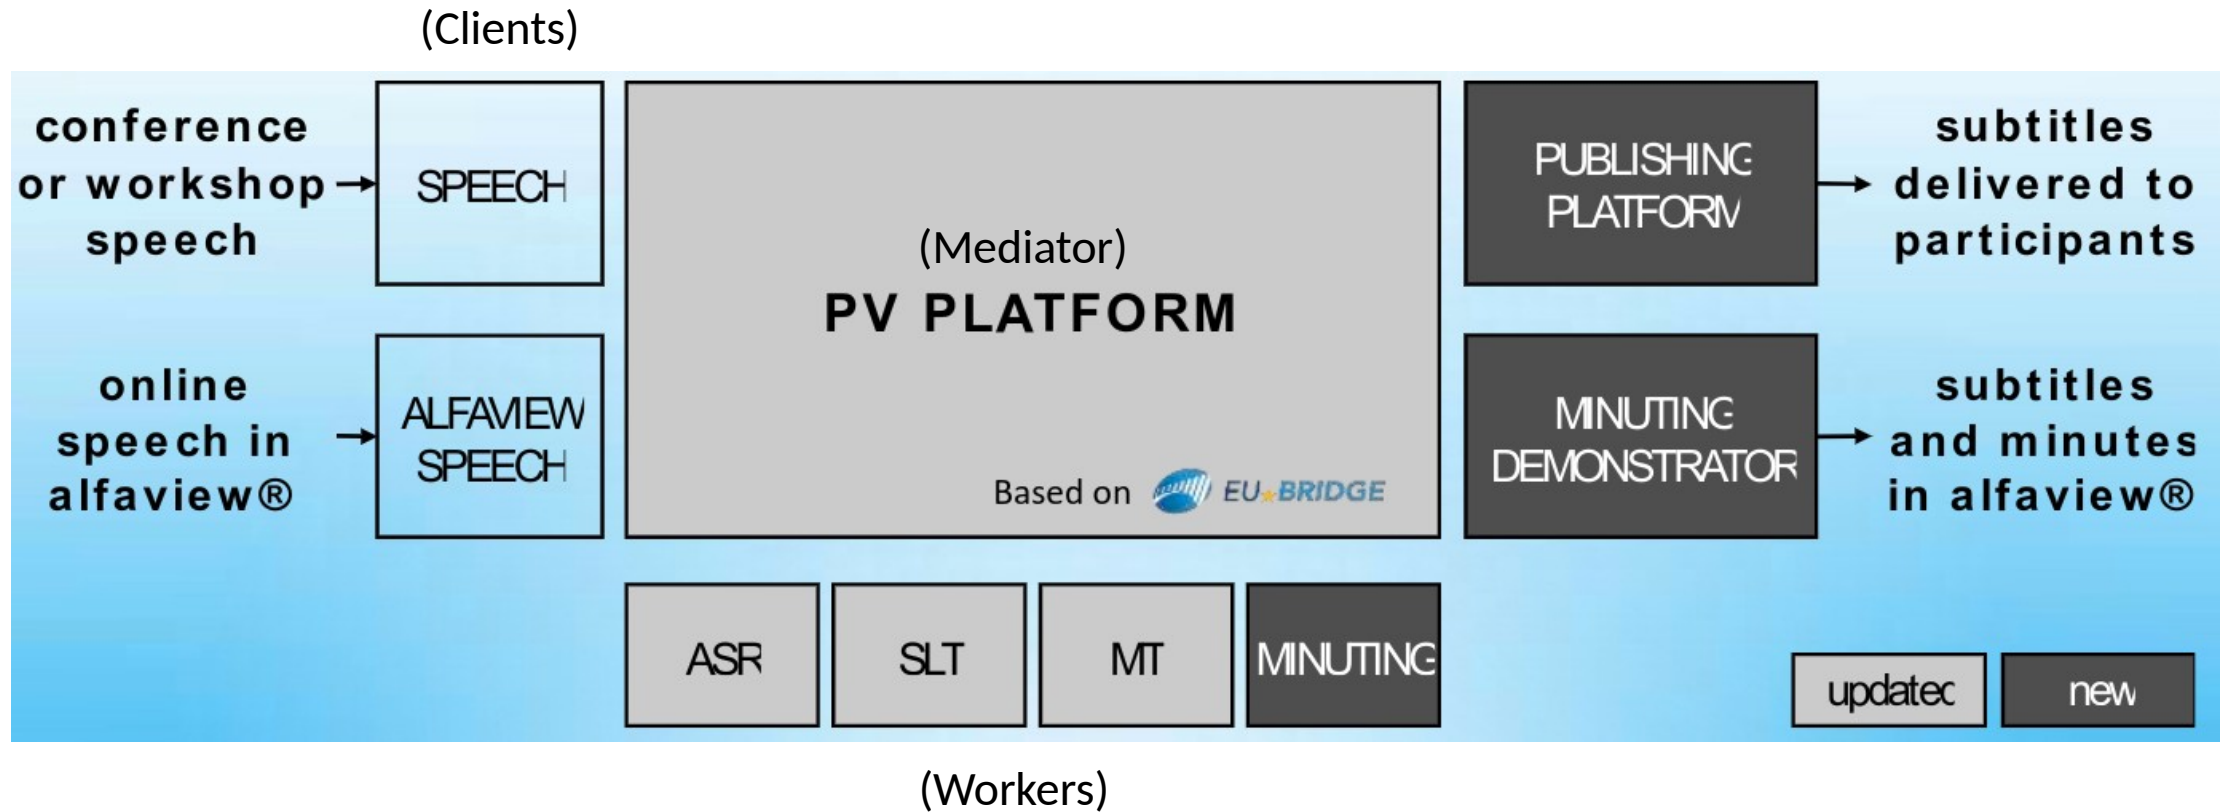 (Clients)
conference
or workshop
speech
SPEECH
(Mediator)
PV PLATFORM
Based on EU BRIDGE
PUBLISHING
PLATFORM
subtitles
delivered to
participants
online
speech in
alfaview®
ALFAVIEW
SPEECH
MINUTING
DEMONSTRATOR
subtitles
and minutes
in alfaview®
ASR
SLT
MT
MINUTING
updated
new
(Workers)